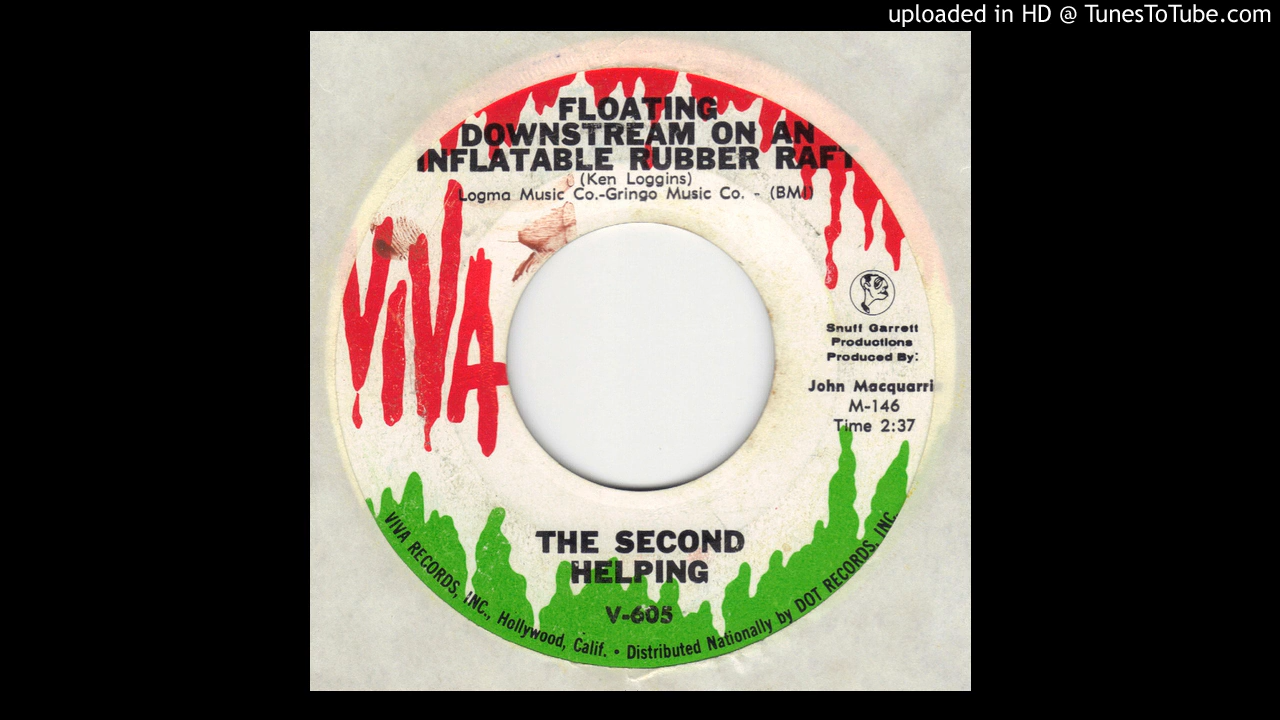 uploaded in HD @ TunesToTube.com
FLOATING
DOWNSTREAM ON AN
INFLATABLE RUBBER RAFT
(Ken Loggins)
Logma Music Co.-Gringo Music Co. - (BMI)
VIVA
Snuff Garrett
Productions
Produced By:
John Macquarri
M-146
Time 2:37
THE SECOND
HELPING
V-605
VIVA RECORDS, INC., Hollywood, Calif. • Distributed Nationally by DOT RECORDS, INC.